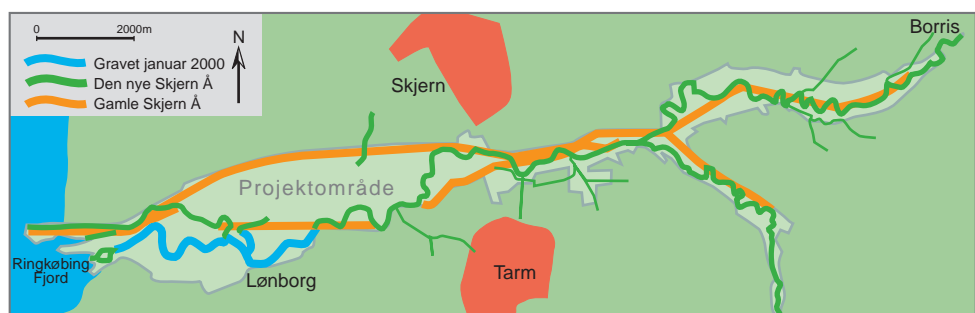 0 2000m
N
Gravet januar 2000
Den nye Skjern Å
Gamle Skjern Å
Borris
Skjern
Projektområde
Ringkøbing
Fjord
Lønborg
Tarm